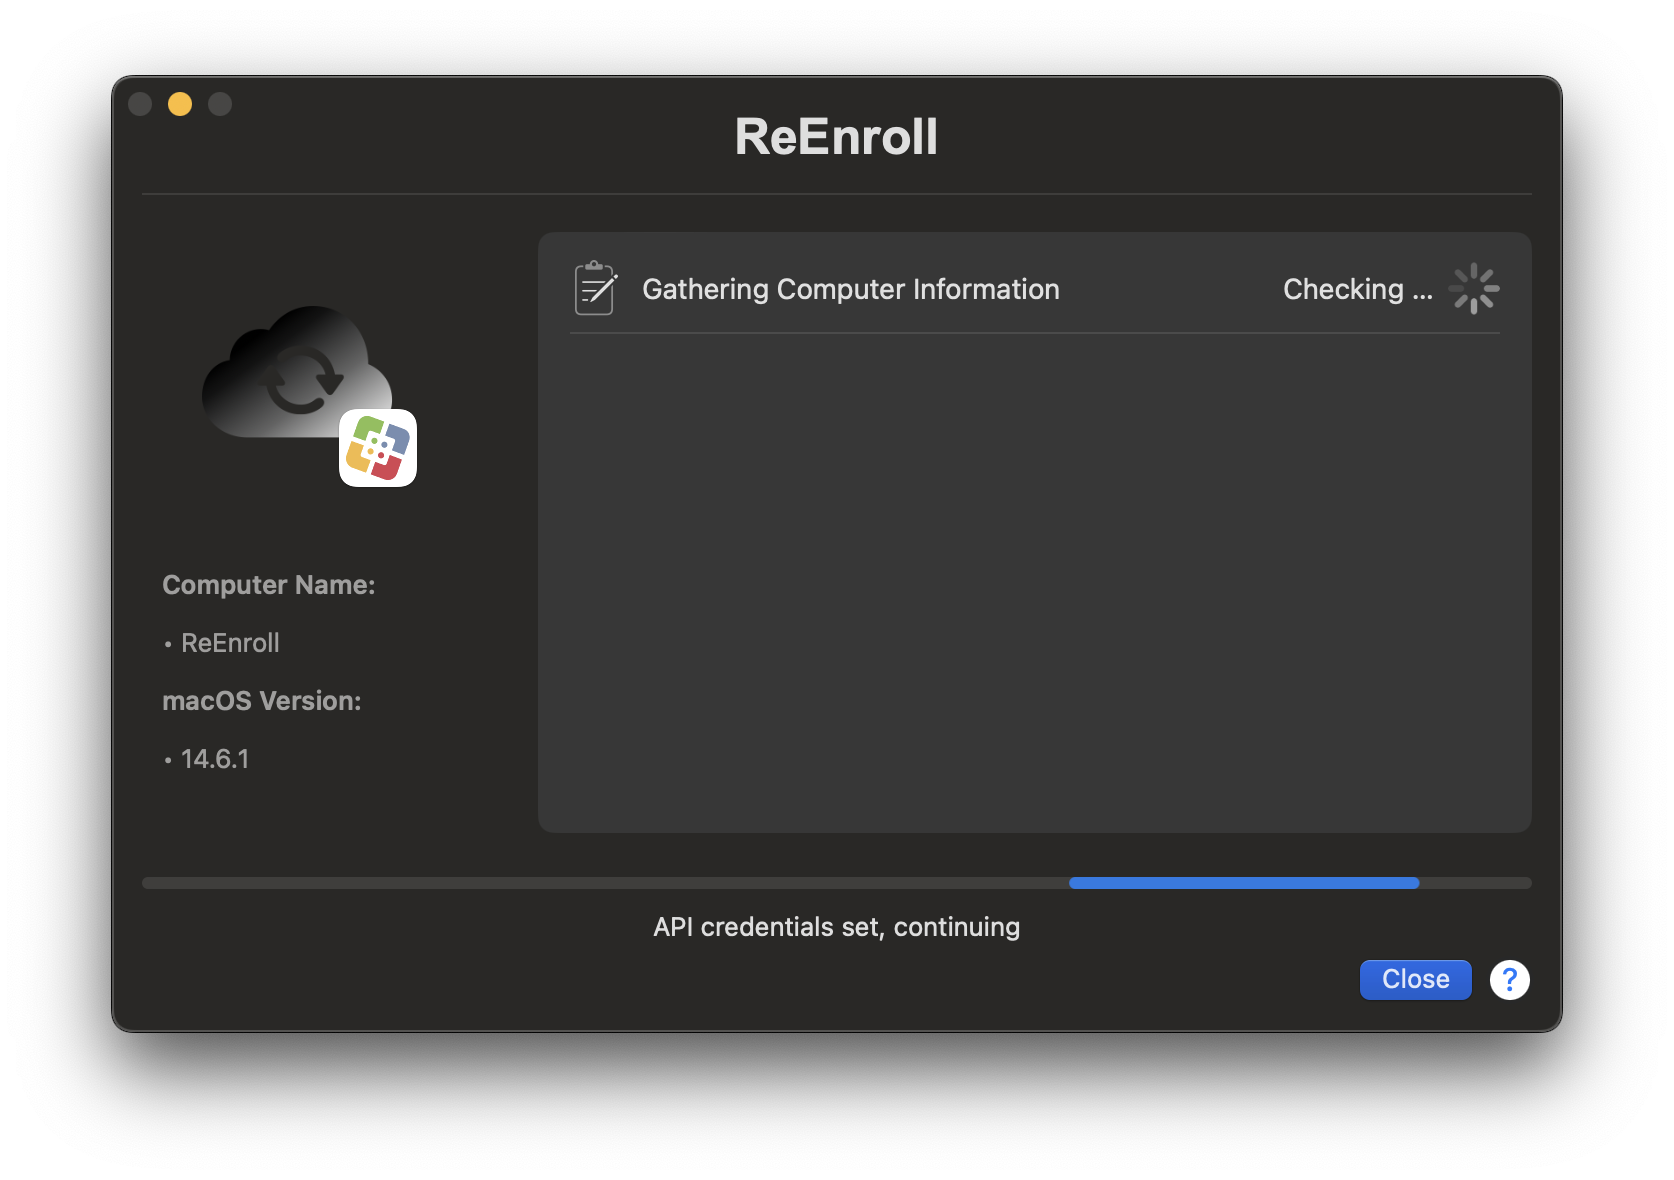 ReEnroll
Gathering Computer Information
Checking ...
Computer Name:
• ReEnroll
macOS Version:
• 14.6.1
API credentials set, continuing
Close
?